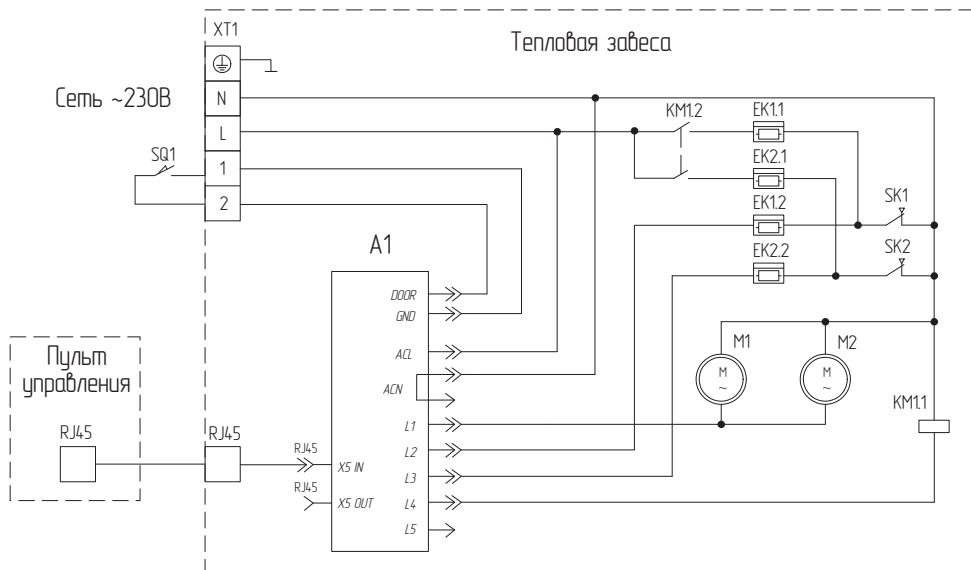 XT1
Тепловая завеса
Сеть ~230В
N
L
1
2
SQ1
KM1.2
EK1.1
EK2.1
EK1.2
EK2.2
SK1
SK2
A1
DOOR
GND
ACL
ACN
L1
L2
L3
L4
L5
X5 IN
X5 OUT
RJ45
RJ45
Пульт
управления
RJ45
RJ45
M1
M
~
M2
M
~
KM1.1